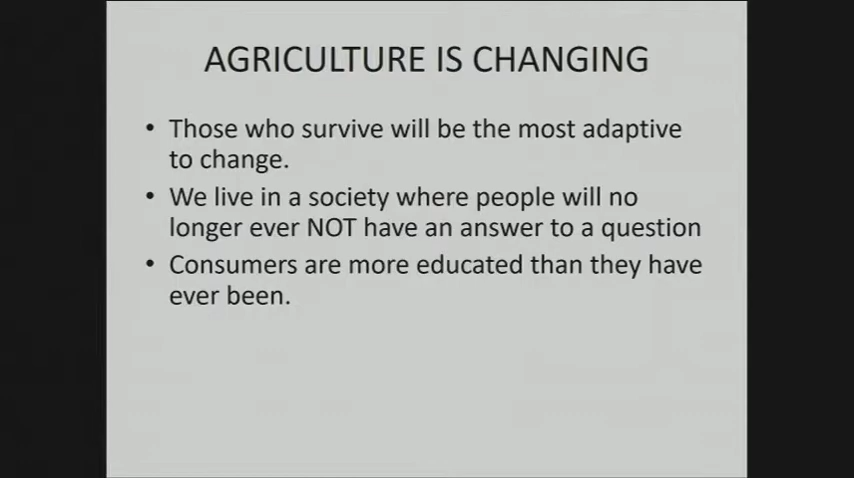 AGRICULTURE IS CHANGING
• Those who survive will be the most adaptive
to change.
• We live in a society where people will no
longer ever NOT have an answer to a question
• Consumers are more educated than they have
ever been.